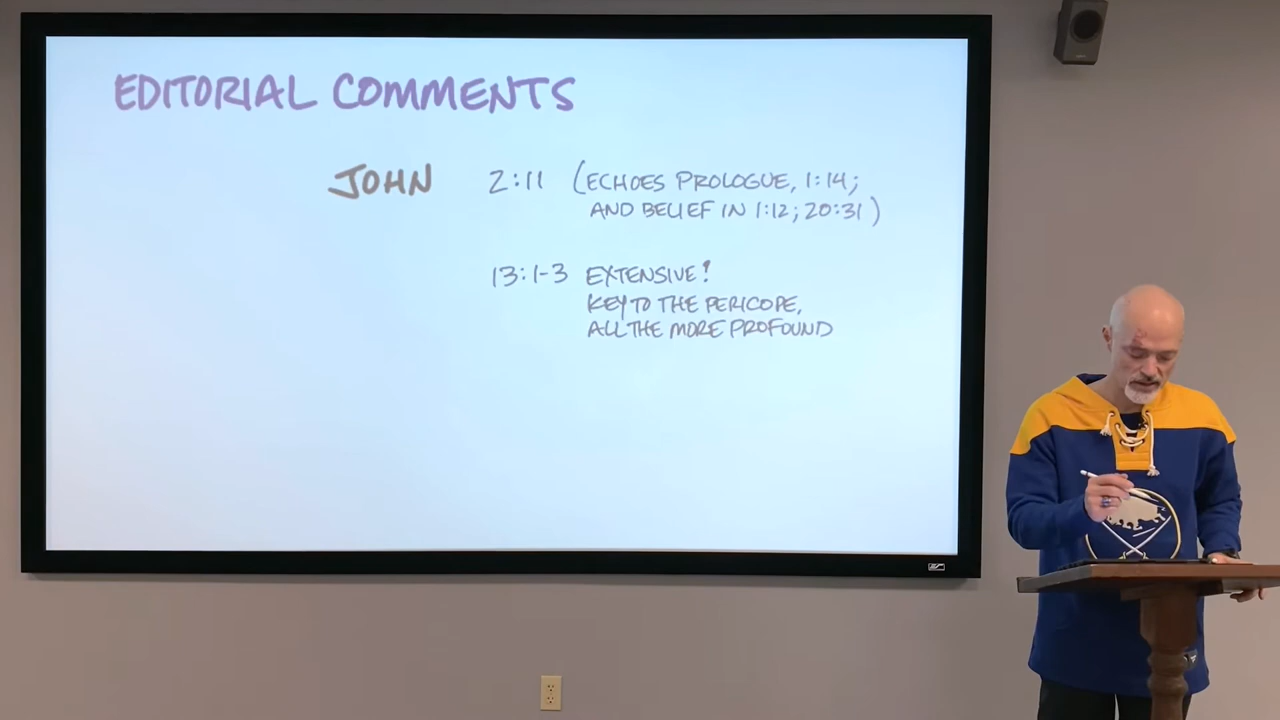 EDITORIAL COMMENTS
JOHN 2:11 (ECHOES PROLOGUE, 1:14;
AND BELIEF IN 1:12; 20:31)
13:1-3 EXTENSIVE!
KEY TO THE PERICOPE,
ALL THE MORE PROFOUND